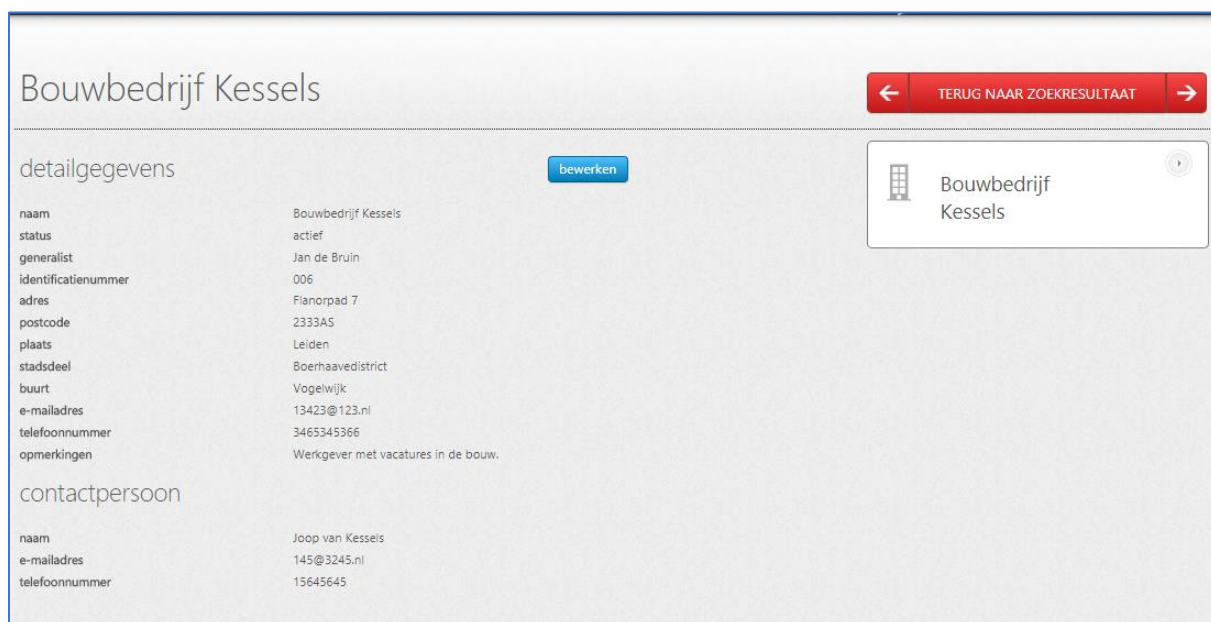 Bouwbedrijf Kessels
TERUG NAAR ZOEKRESULTAAT
detailgegevens
bewerken
Bouwbedrijf
Kessels
naam Bouwbedrijf Kessels
status actief
generalist Jan de Bruin
identificatienummer 006
adres Flanorpad 7
postcode 2333AS
plaats Leiden
stadsdeel Boerhaavedistrict
buurt Vogelwijk
e-mailadres 13423@123.nl
telefoonnummer 3465345366
opmerkingen Werkgever met vacatures in de bouw.
contactpersoon
naam Joop van Kessels
e-mailadres 145@3245.nl
telefoonnummer 15645645